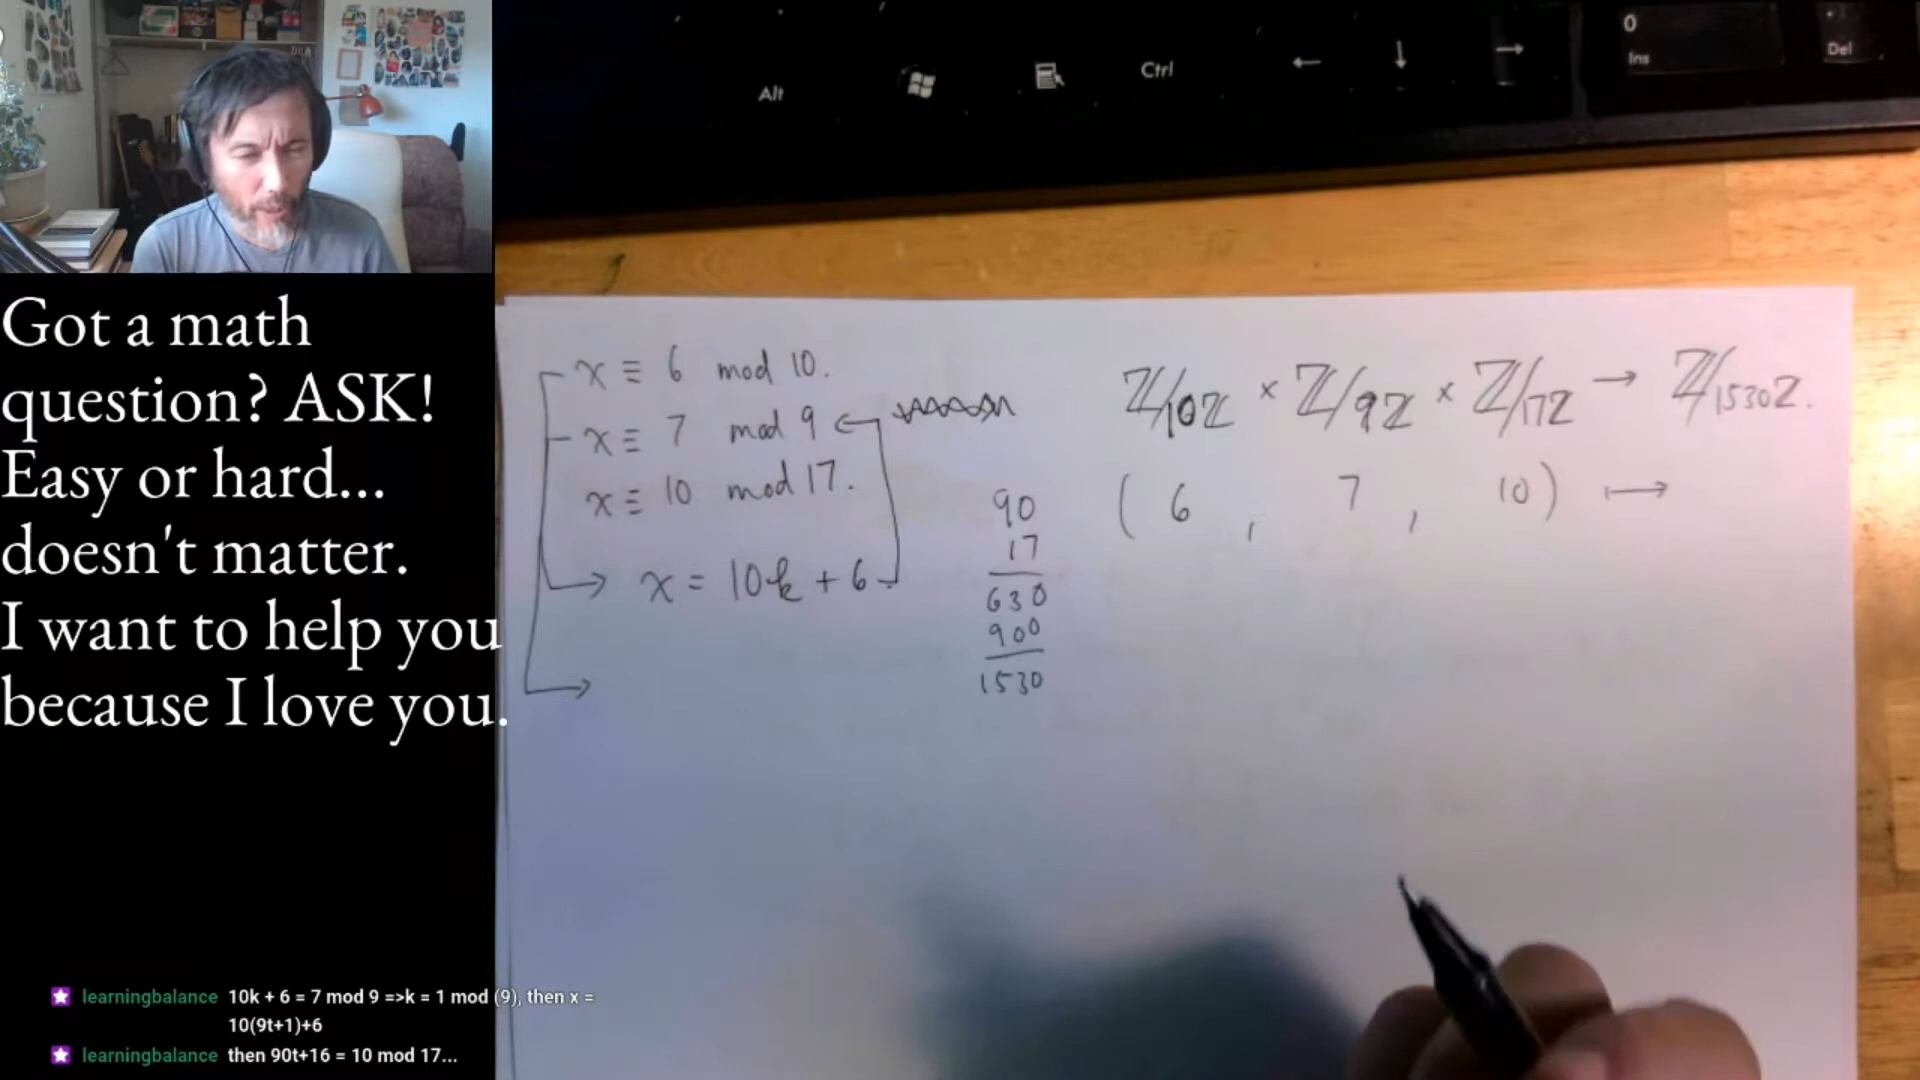 Got a math
question? ASK!
Easy or hard...
doesn't matter.
I want to help you
because I love you.
learningbalance 10k + 6 = 7 mod 9 =>k = 1 mod (9), then x =
10(9t+1)+6
learningbalance then 90t+16 = 10 mod 17...
Alt
Ctrl
←
↓
→
0
Ins
Del
x ≡ 6 mod 10.
x ≡ 7 mod 9
x ≡ 10 mod 17.
x = 10k + 6
90
17
630
900
1530
ℤ/10ℤ × ℤ/9ℤ × ℤ/17ℤ → ℤ/1530ℤ.
( 6 , 7 , 10) ↦